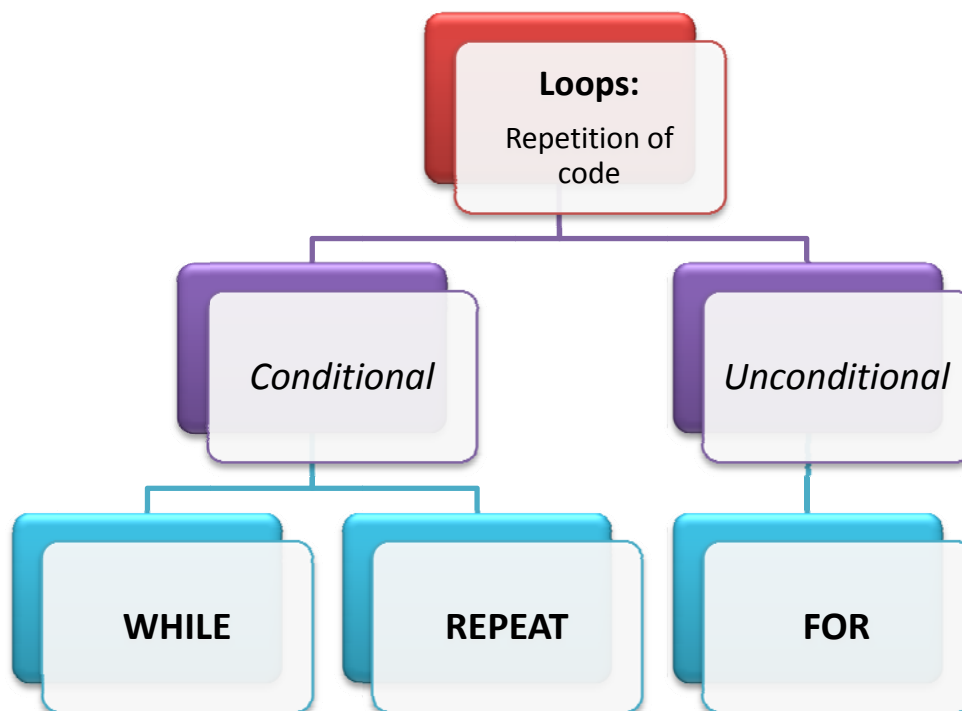 Loops:
Repetition of
code
Conditional
Unconditional
WHILE
REPEAT
FOR